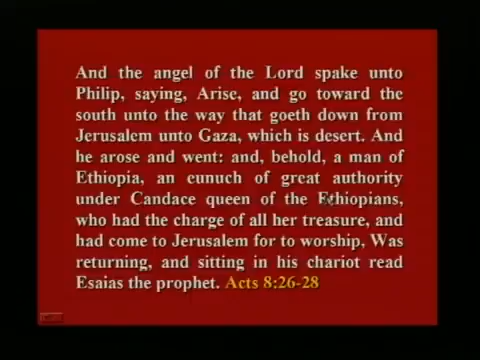 And the angel of the Lord spake unto
Philip, saying, Arise, and go toward the
south unto the way that goeth down from
Jerusalem unto Gaza, which is desert. And
he arose and went: and, behold, a man of
Ethiopia, an eunuch of great authority
under Candace queen of the Ethiopians,
who had the charge of all her treasure, and
had come to Jerusalem for to worship, Was
returning, and sitting in his chariot read
Esaias the prophet. Acts 8:26-28